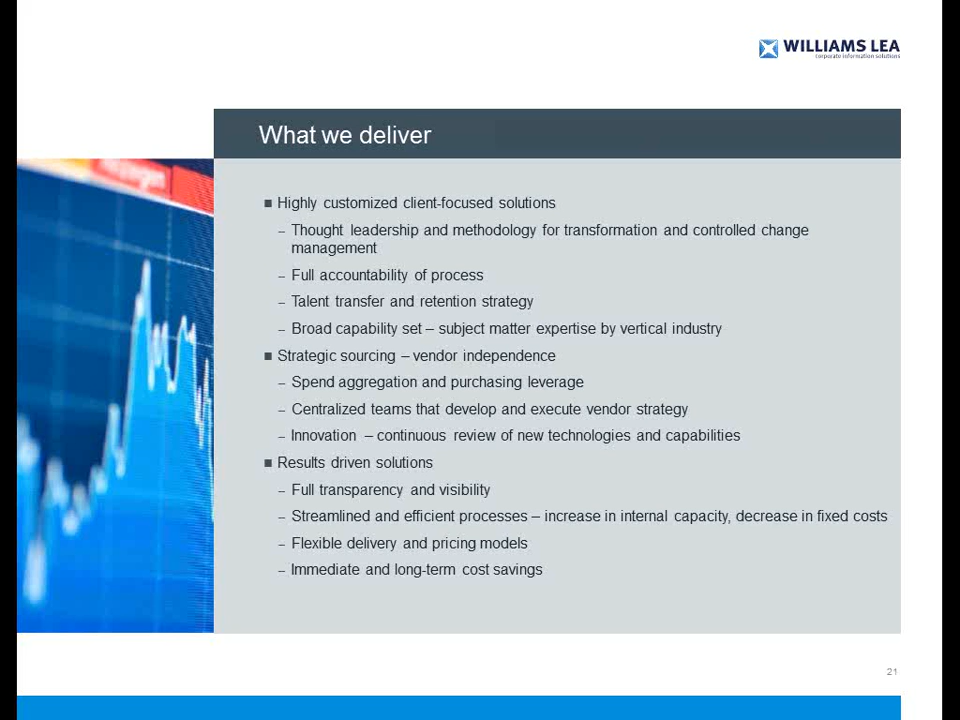 WILLIAMS LEA
corporate information solutions
What we deliver
■ Highly customized client-focused solutions
– Thought leadership and methodology for transformation and controlled change
management
– Full accountability of process
– Talent transfer and retention strategy
– Broad capability set – subject matter expertise by vertical industry
■ Strategic sourcing – vendor independence
– Spend aggregation and purchasing leverage
– Centralized teams that develop and execute vendor strategy
– Innovation – continuous review of new technologies and capabilities
■ Results driven solutions
– Full transparency and visibility
– Streamlined and efficient processes – increase in internal capacity, decrease in fixed costs
– Flexible delivery and pricing models
– Immediate and long-term cost savings
21